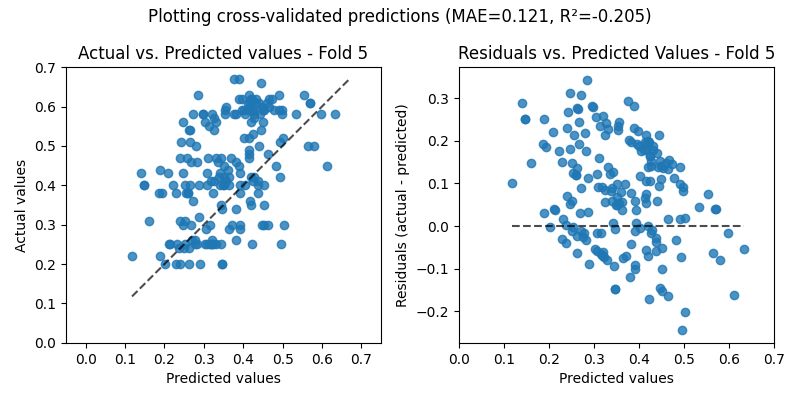 Plotting cross-validated predictions (MAE=0.121, R²=-0.205)
Actual vs. Predicted values - Fold 5
Actual values
0.7
0.6
0.5
0.4
0.3
0.2
0.1
0.0
0.0 0.1 0.2 0.3 0.4 0.5 0.6 0.7
Predicted values
Residuals vs. Predicted Values - Fold 5
Residuals (actual - predicted)
0.3
0.2
0.1
0.0
−0.1
−0.2
0.0 0.1 0.2 0.3 0.4 0.5 0.6 0.7
Predicted values